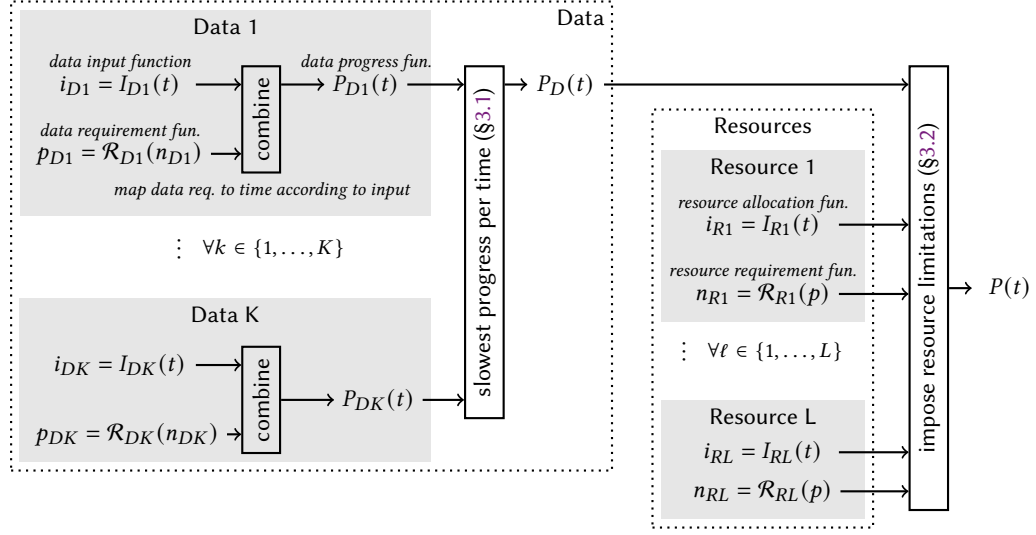 Data
Data 1
data input function
i_{D1} = I_{D1}(t)
data requirement fun.
p_{D1} = \mathcal{R}_{D1}(n_{D1})
combine
data progress fun.
P_{D1}(t)
map data req. to time according to input
⋮ ∀k ∈ {1, . . . , K}
Data K
i_{DK} = I_{DK}(t)
p_{DK} = \mathcal{R}_{DK}(n_{DK})
combine
P_{DK}(t)
slowest progress per time (§3.1)
P_D(t)
Resources
Resource 1
resource allocation fun.
i_{R1} = I_{R1}(t)
resource requirement fun.
n_{R1} = \mathcal{R}_{R1}(p)
⋮ ∀ℓ ∈ {1, . . . , L}
Resource L
i_{RL} = I_{RL}(t)
n_{RL} = \mathcal{R}_{RL}(p)
impose resource limitations (§3.2)
P(t)